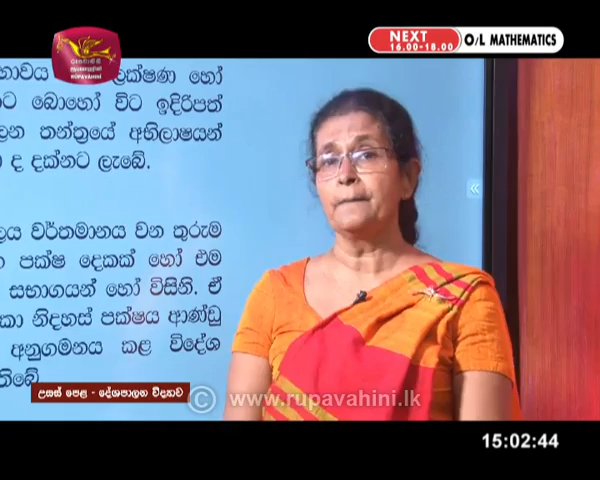 NEXT
16.00-18.00
O/L MATHEMATICS
RUPAVAHINI
ලක්ෂණ හෝ
බොහෝ විට ඉදිරිපත්
තන්ත්‍රයේ අභිලාෂයන්
ද දක්නට ලැබේ.
වර්තමානය වන තුරුම
පක්ෂ දෙකක් හෝ එම
සභාගයන් හෝ විසිනි. ඒ
නිදහස් පක්ෂය ආණ්ඩු
අනුගමනය කළ විදේශ
උසස් පෙළ - දේශපාලන විද්‍යාව
© www.rupavahini.lk
15:02:44